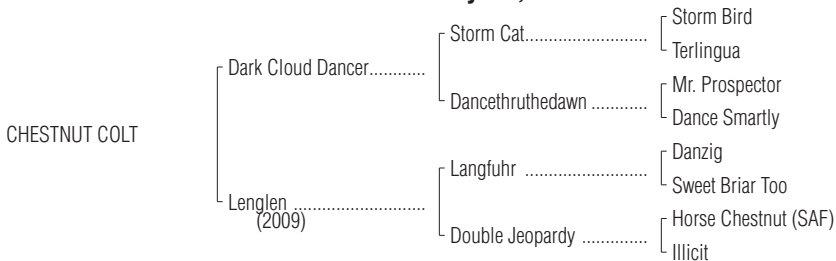 Storm Bird
Storm Cat...............................
Terlingua
Dark Cloud Dancer............
Mr. Prospector
Dancethruthedawn ............
Dance Smartly
CHESTNUT COLT
Danzig
Langfuhr ..............................
Sweet Briar Too
Lenglen ............................
(2009)
Horse Chestnut (SAF)
Double Jeopardy ..............
Illicit